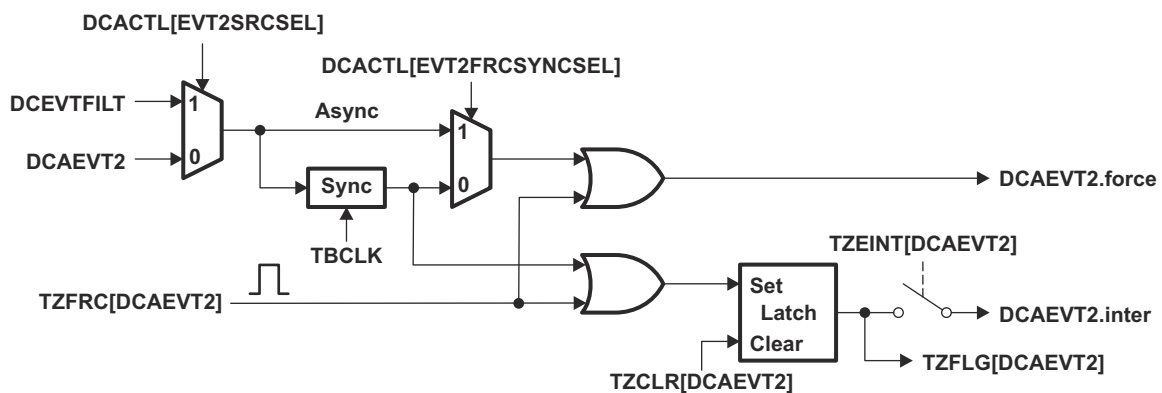 DCACTL[EVT2SRCSEL]
DCACTL[EVT2FRCSYNCSEL]
DCEVTFILT
1
Async
1
DCAEVT2
0
Sync
0
DCAEVT2.force
TBCLK
TZEINT[DCAEVT2]
TZFRC[DCAEVT2]
Set
Latch
Clear
DCAEVT2.inter
TZCLR[DCAEVT2]
TZFLG[DCAEVT2]